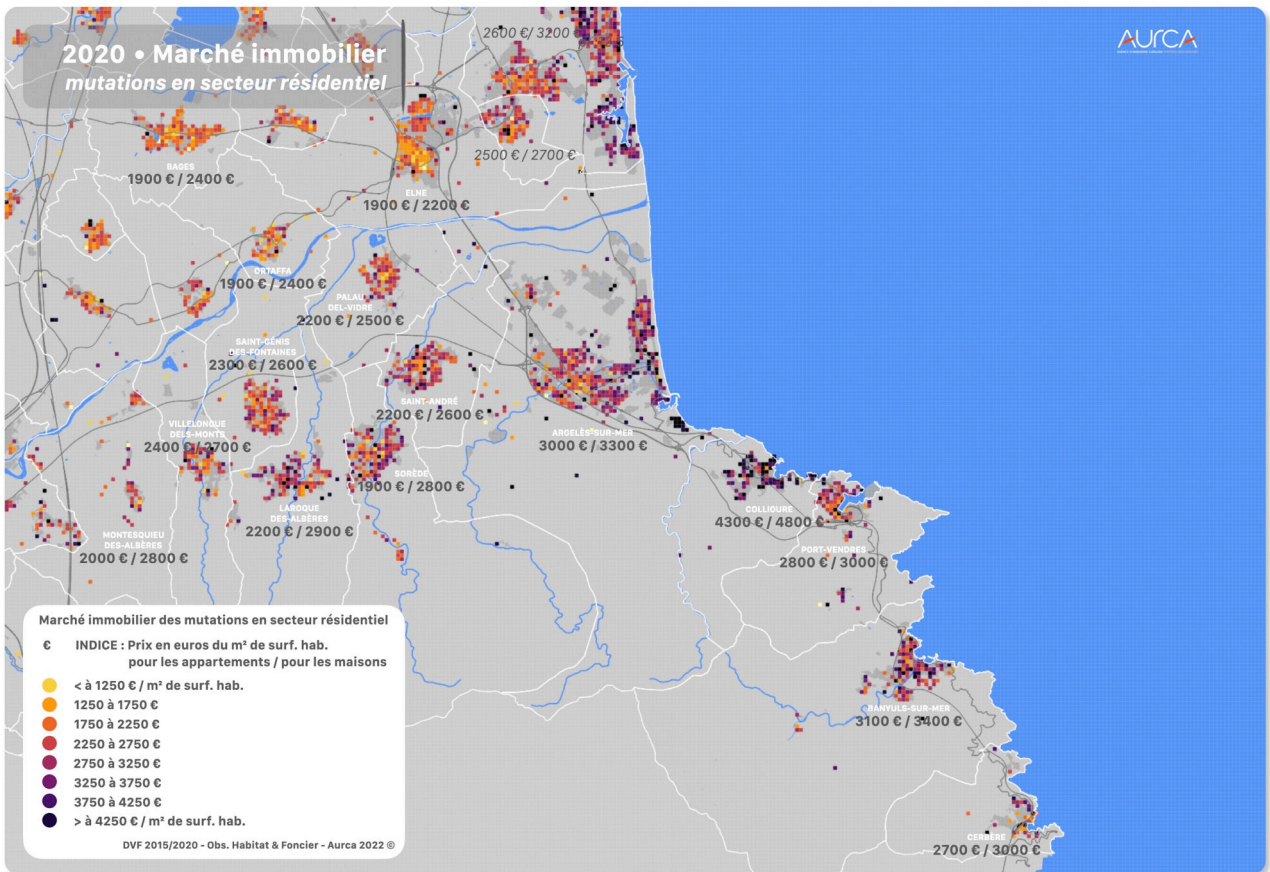 2020 • Marché immobilier
mutations en secteur résidentiel
AURCA
2600 € / 3200 €
2500 € / 2700 €
BAGES
1900 € / 2400 €
ELNE
1900 € / 2200 €
ORTAFFA
1900 € / 2400 €
PALAU
DEL-VIDRE
2200 € / 2500 €
SAINT-GÉNIS
DES-FONTAINES
2300 € / 2600 €
SAINT-ANDRÉ
2200 € / 2600 €
VILLELONGUE
DELS-MONTS
2400 € / 2700 €
ARGELÈS-SUR-MER
3000 € / 3300 €
SORÈDE
1900 € / 2800 €
LAROQUE
DES-ALBÈRES
2200 € / 2900 €
MONTESQUIEU
DES-ALBÈRES
2000 € / 2800 €
COLLIOURE
4300 € / 4800 €
PORT-VENDRES
2800 € / 3000 €
BANYULS-SUR-MER
3100 € / 3400 €
CERBÈRE
2700 € / 3000 €
Marché immobilier des mutations en secteur résidentiel
€ INDICE : Prix en euros du m² de surf. hab.
pour les appartements / pour les maisons
< à 1250 € / m² de surf. hab.
1250 à 1750 €
1750 à 2250 €
2250 à 2750 €
2750 à 3250 €
3250 à 3750 €
3750 à 4250 €
> à 4250 € / m² de surf. hab.
DVF 2015/2020 - Obs. Habitat & Foncier - Aurca 2022 ©